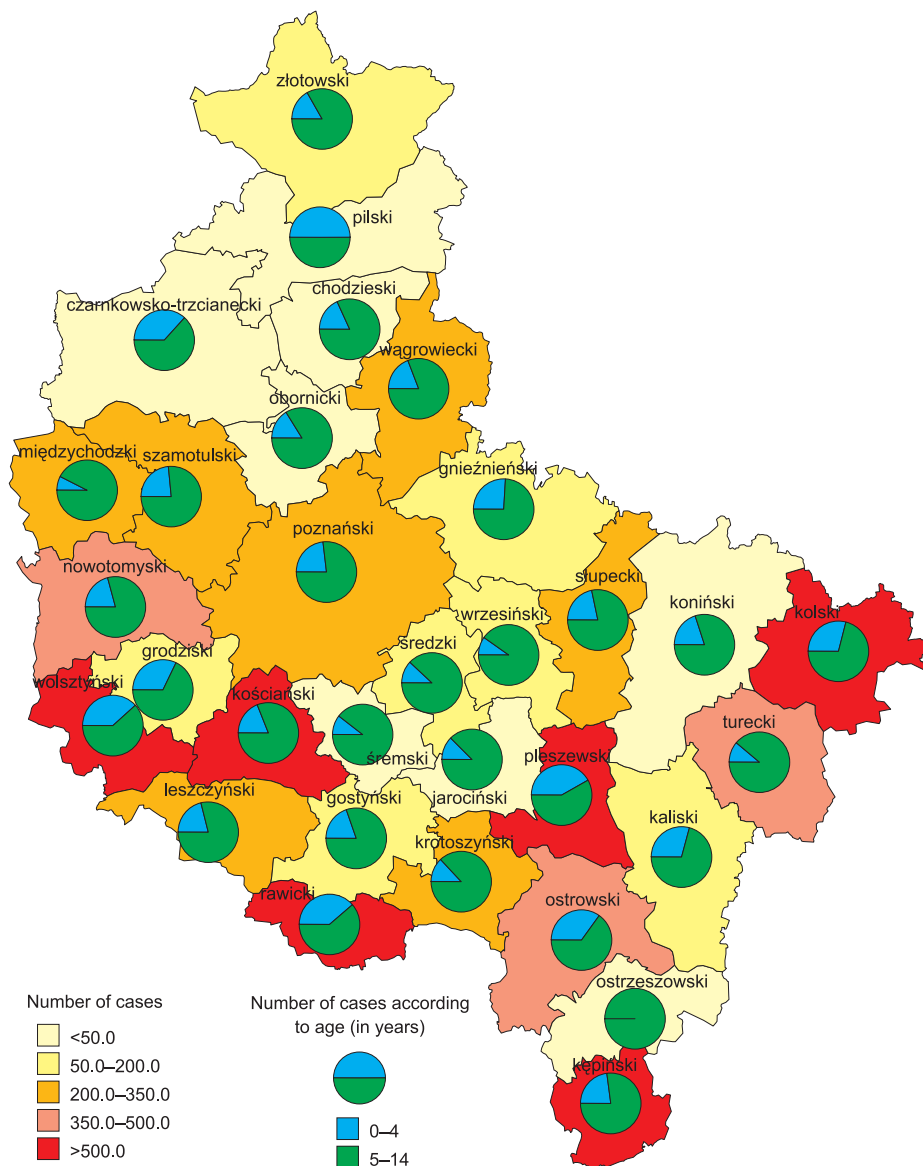 złotowski
pilski
czarnkowsko-trzcianecki
chodzieski
wągrowiecki
obornicki
międzychodzki
szamotulski
gnieźnieński
poznański
nowotomyski
słupecki
koniński
kolski
wrzesiński
średzki
grodziski
wolsztyński
kościański
śremski
turecki
pleszewski
jarociński
leszczyński
gostyński
kaliski
krotoszyński
rawicki
ostrowski
ostrzeszowski
kępiński
Number of cases
<50.0
50.0–200.0
200.0–350.0
350.0–500.0
>500.0
Number of cases according
to age (in years)
0–4
5–14